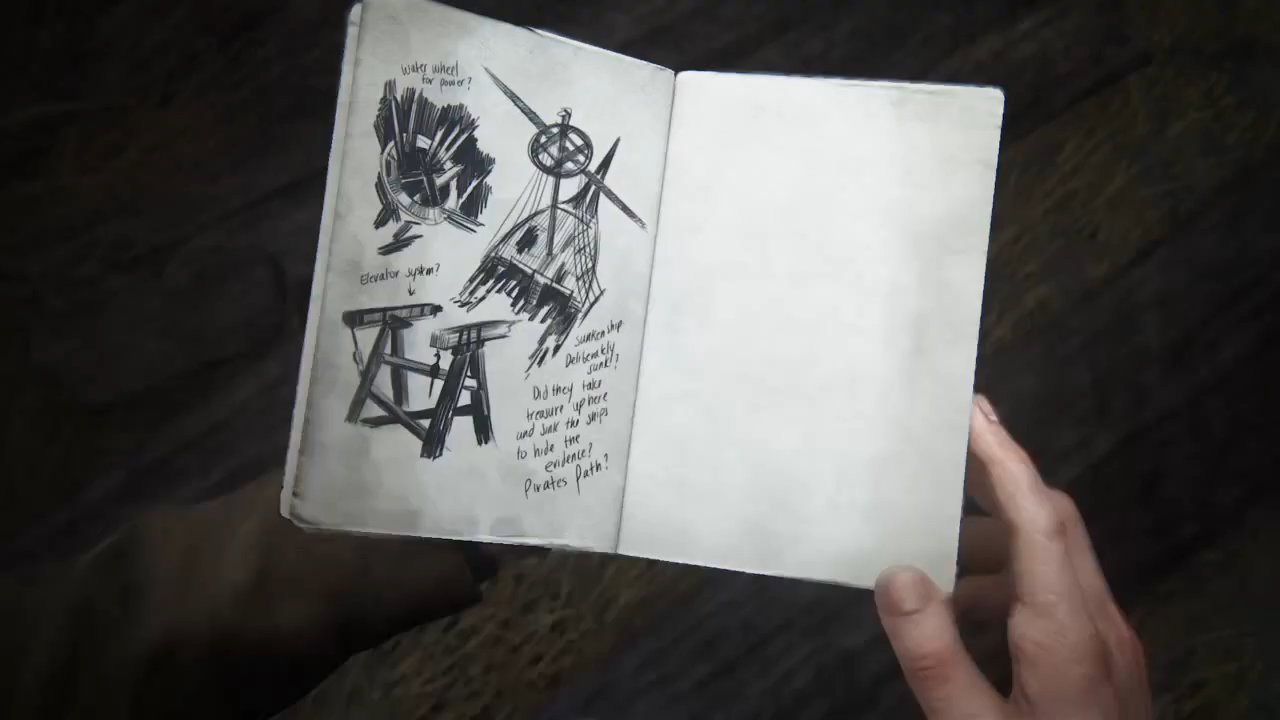 Water wheel
for power?
Elevator system?
Sunken ship
Deliberatly
sunk!?
Did they take
treasure up here
and sink the ships
to hide the
evidence?
Pirates Path?